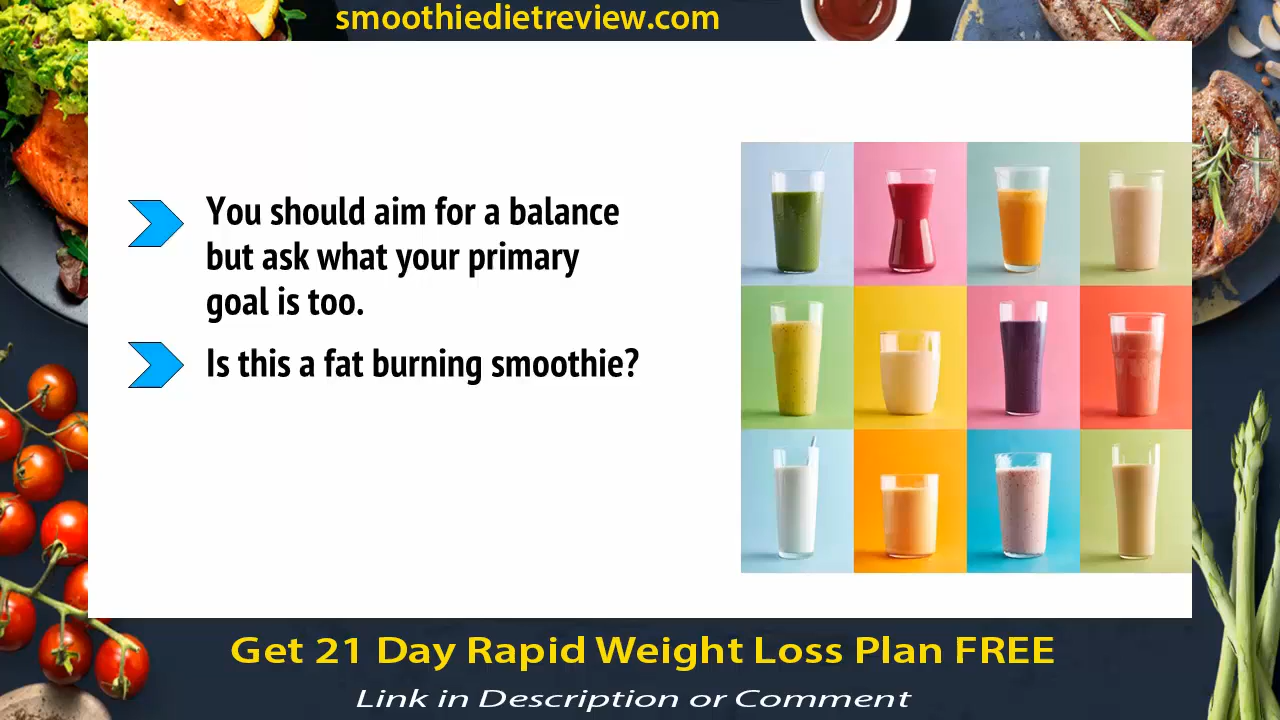 smoothiedietreview.com
You should aim for a balance
but ask what your primary
goal is too.
Is this a fat burning smoothie?
Get 21 Day Rapid Weight Loss Plan FREE
Link in Description or Comment